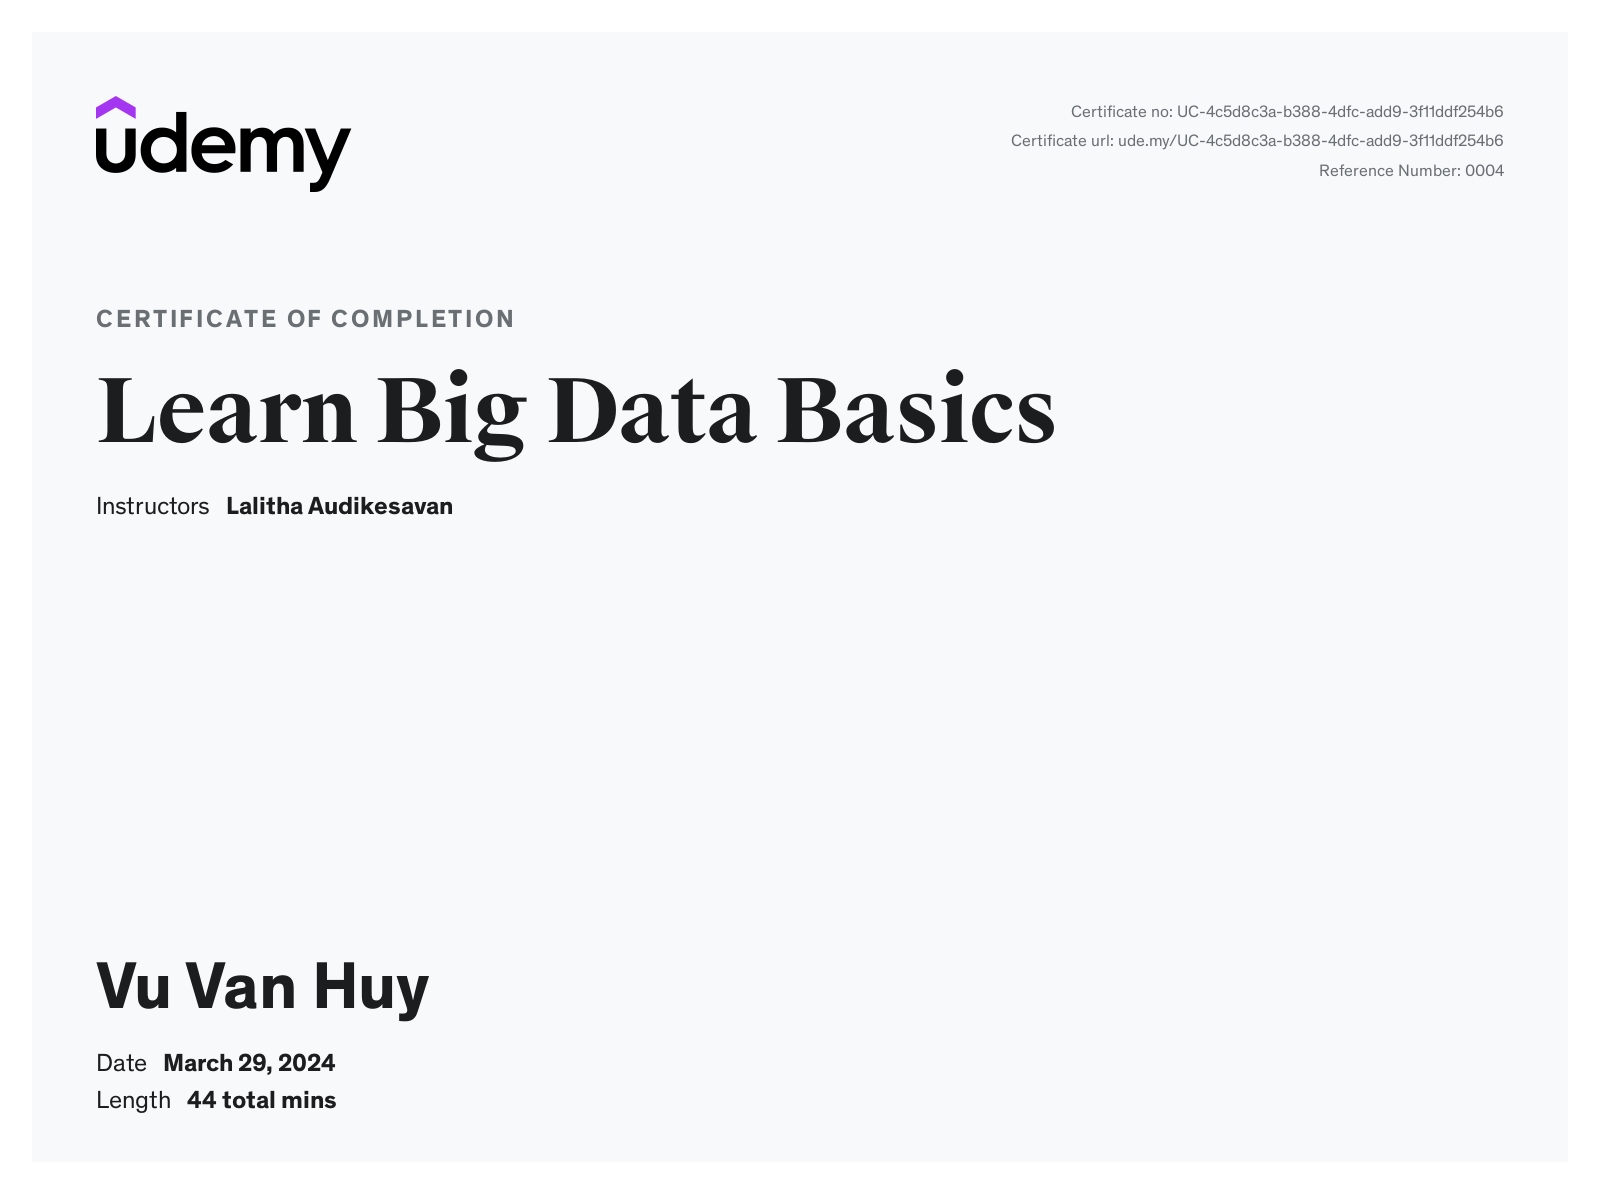 udemy
Certificate no: UC-4c5d8c3a-b388-4dfc-add9-3f11ddf254b6
Certificate url: ude.my/UC-4c5d8c3a-b388-4dfc-add9-3f11ddf254b6
Reference Number: 0004
CERTIFICATE OF COMPLETION
Learn Big Data Basics
Instructors Lalitha Audikesavan
Vu Van Huy
Date March 29, 2024
Length 44 total mins